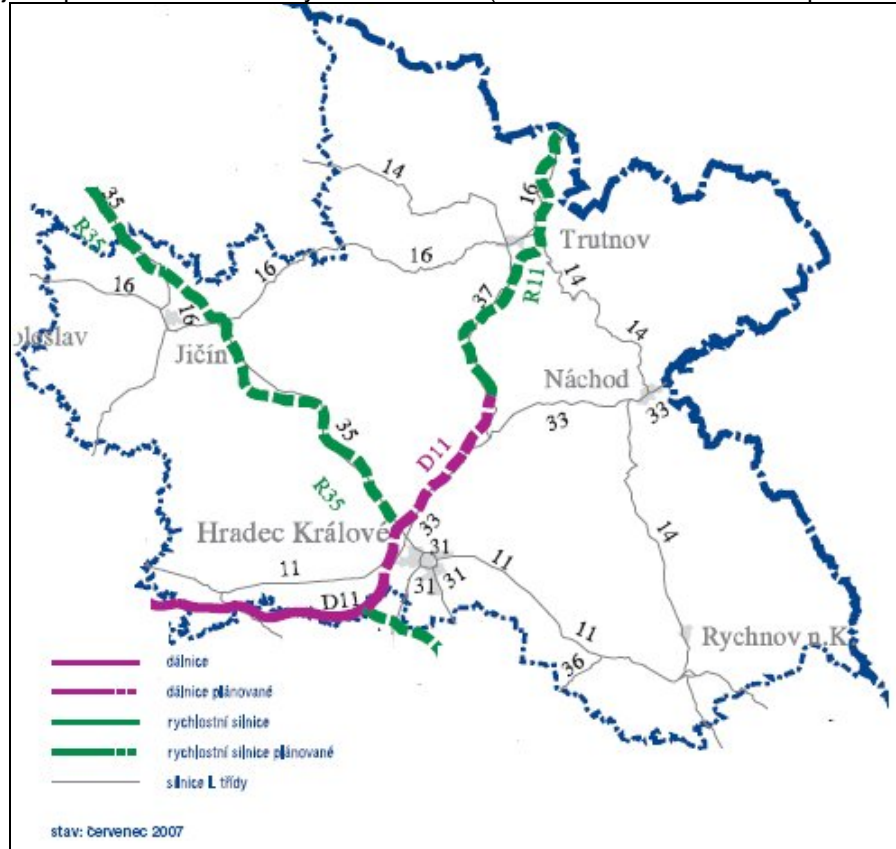 14
16
35
R35
16
16
16
16
Trutnov
R11
14
37
14
Jičín
Náchod
33
33
35
D11
R35
14
Hradec Králové
33
31
11
11
31
31
D11
11
Rychnov n.K
36
dálnice
dálnice plánované
rychlostní silnice
rychlostní silnice plánované
silnice I. třídy
stav: červenec 2007